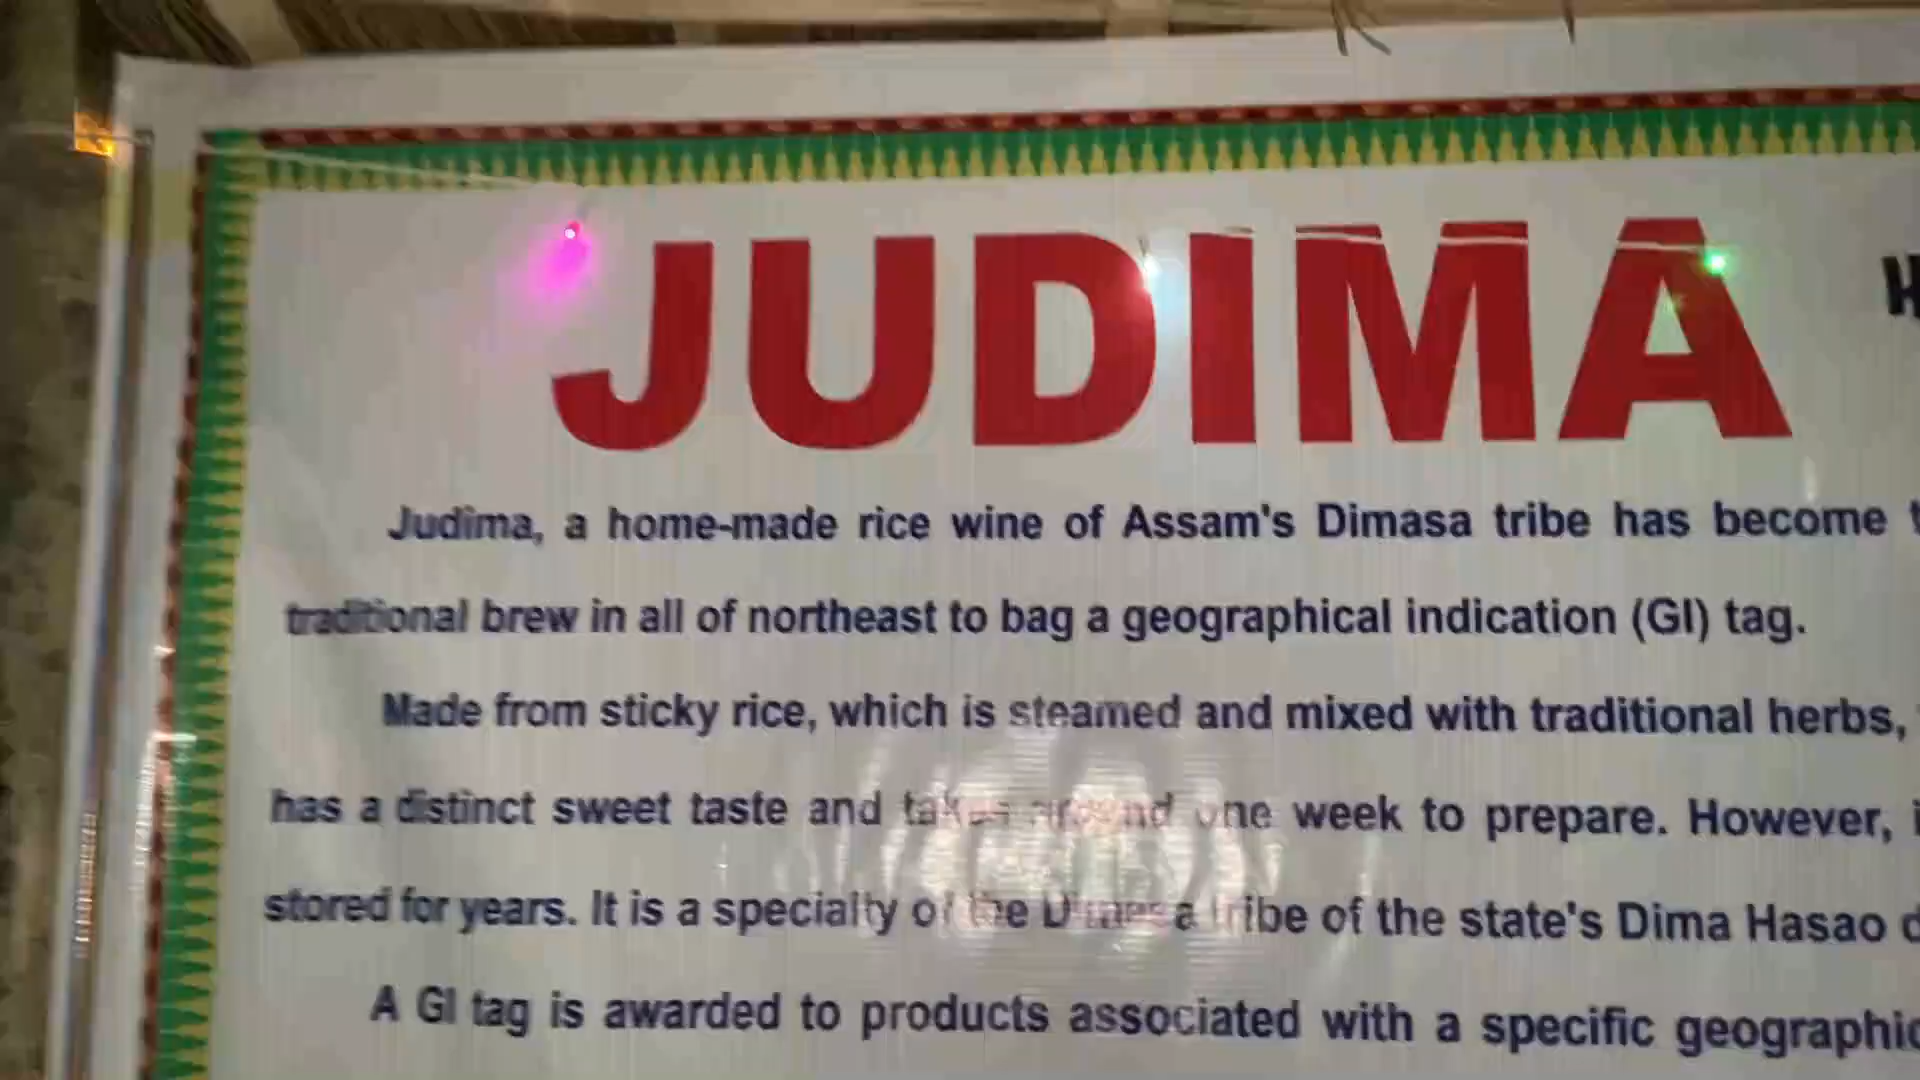 JUDIMA
Judima, a home-made rice wine of Assam's Dimasa tribe has become
traditional brew in all of northeast to bag a geographical indication (GI) tag.
Made from sticky rice, which is steamed and mixed with traditional herbs,
has a distinct sweet taste and takes around one week to prepare. However,
stored for years. It is a specialty of the Dimasa tribe of the state's Dima Hasao
A GI tag is awarded to products associated with a specific